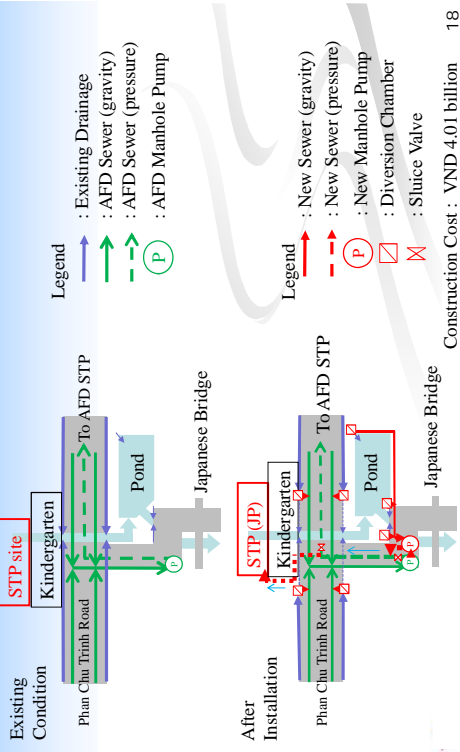 Existing
Condition
STP site
Kindergarten
Phan Chu Trinh Road
To AFD STP
Pond
Japanese Bridge
P
Legend
: Existing Drainage
: AFD Sewer (gravity)
: AFD Sewer (pressure)
P : AFD Manhole Pump
After
Installation
STP (JP)
Kindergarten
Phan Chu Trinh Road
To AFD STP
Pond
Japanese Bridge
P
P
Legend
: New Sewer (gravity)
: New Sewer (pressure)
P : New Manhole Pump
: Diversion Chamber
: Sluice Valve
Construction Cost : VND 4.01 billion
18